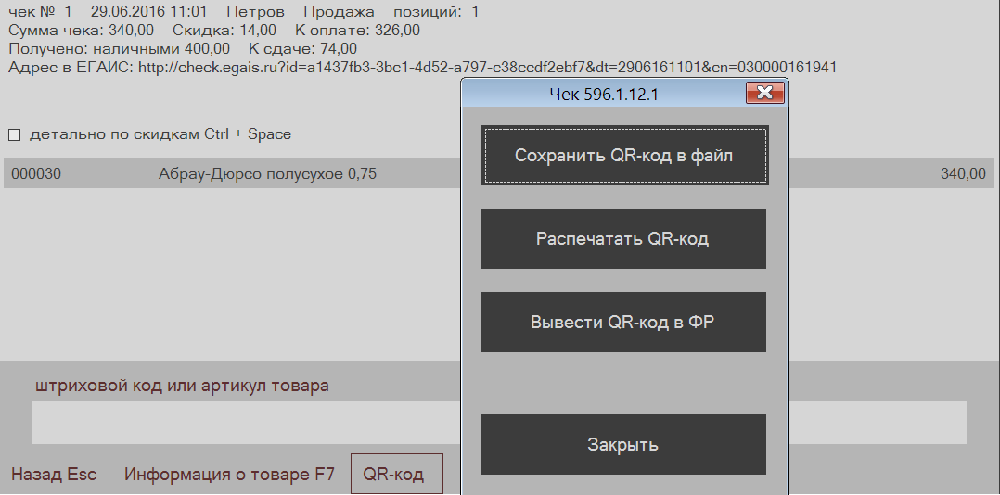 чек № 1 29.06.2016 11:01 Петров Продажа позиций: 1
Сумма чека: 340,00 Скидка: 14,00 К оплате: 326,00
Получено: наличными 400,00 К сдаче: 74,00
Адрес в ЕГАИС: http://check.egais.ru?id=a1437fb3-3bc1-4d52-a797-c38ccdf2ebf7&dt=2906161101&cn=030000161941
Чек 596.1.12.1
детально по скидкам Ctrl + Space
Сохранить QR-код в файл
000030 Абрау-Дюрсо полусухое 0,75 340,00
Распечатать QR-код
Вывести QR-код в ФР
штриховой код или артикул товара
Закрыть
Назад Esc Информация о товаре F7 QR-код